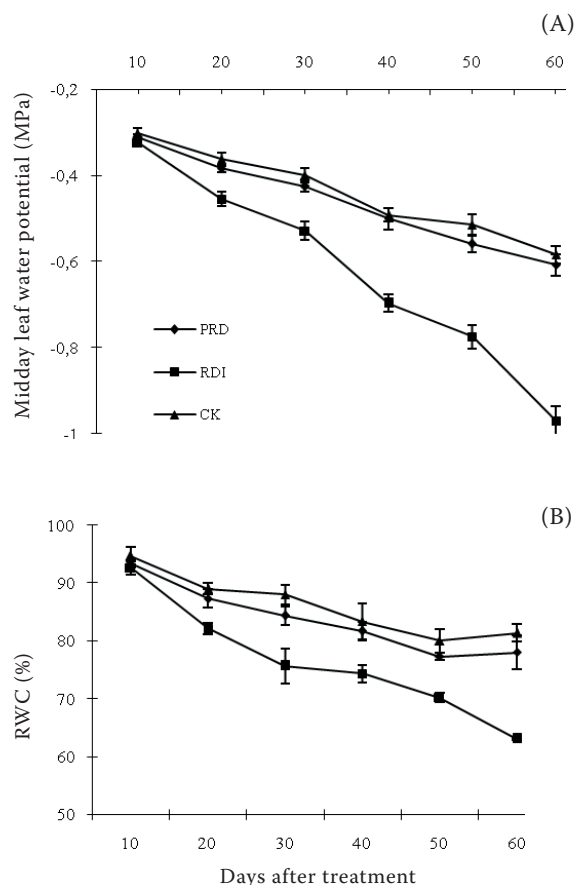 (A)
10 20 30 40 50 60
-0,2
-0,4
-0,6
-0,8
-1
Midday leaf water potential (MPa)
PRD
RDI
CK
(B)
100
90
80
70
60
50
RWC (%)
10 20 30 40 50 60
Days after treatment